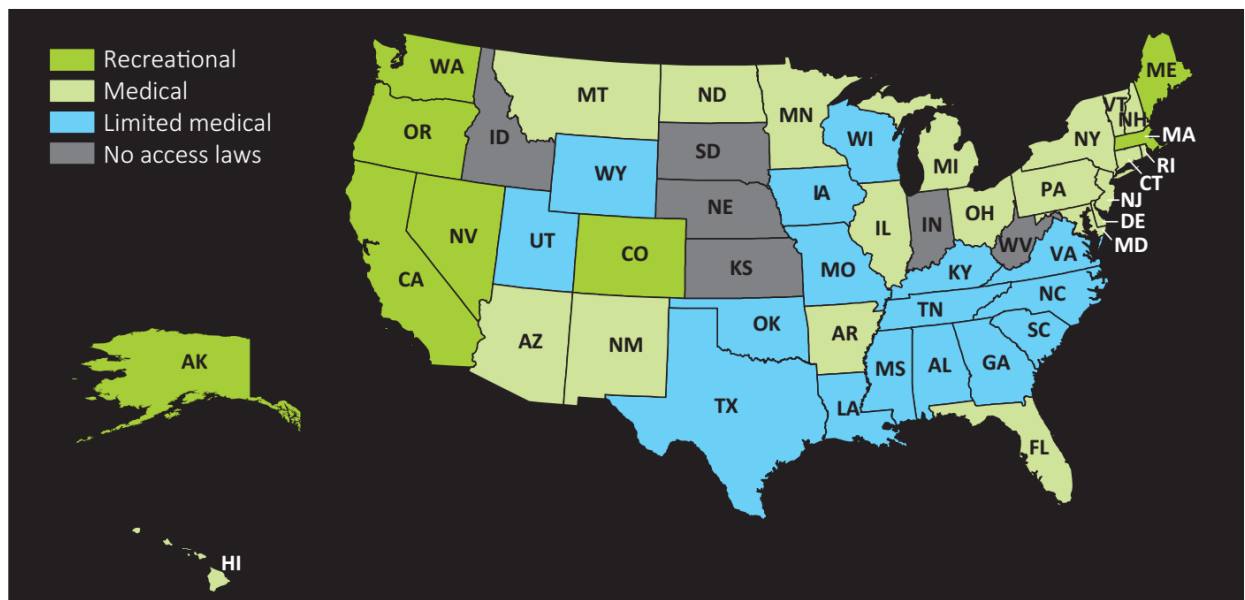 Recreational
Medical
Limited medical
No access laws
WA
MT
ND
MN
ME
VT
NH
OR
ID
SD
WI
NY
MA
MI
RI
WY
CT
PA
IA
NE
NJ
OH
IL
IN
DE
NV
UT
CO
WV
MD
VA
CA
KS
MO
KY
NC
TN
OK
AZ
NM
AR
SC
AK
MS
AL
GA
TX
LA
FL
HI